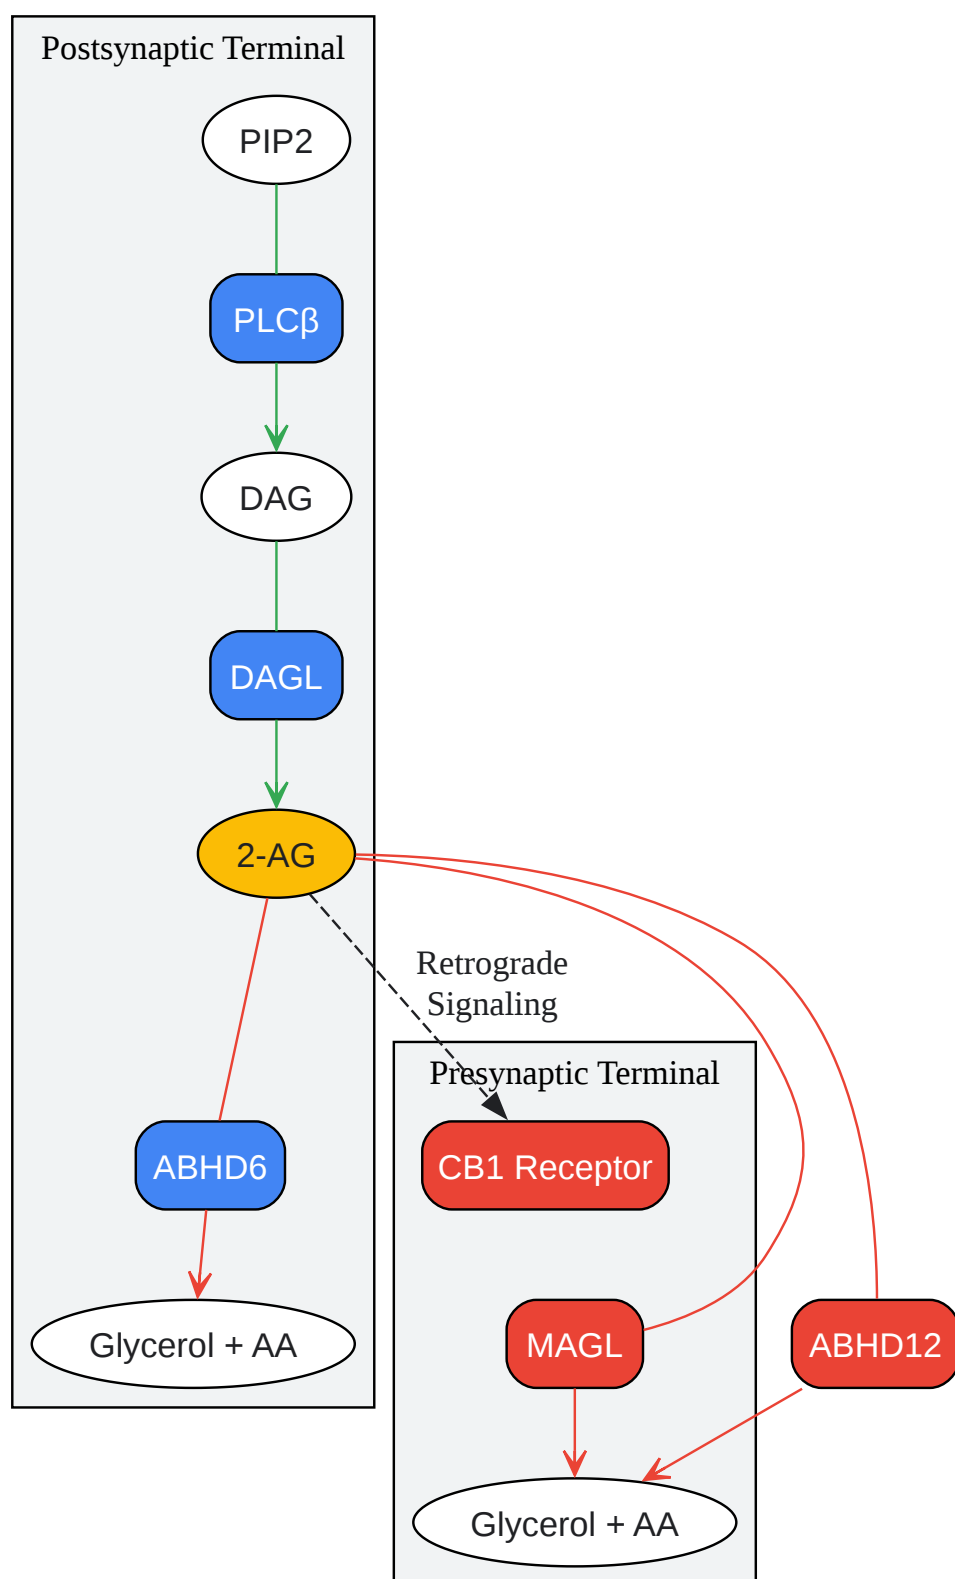 Postsynaptic Terminal
PIP2
PLCβ
DAG
DAGL
2-AG
Retrograde
Signaling
Presynaptic Terminal
ABHD6
CB1 Receptor
Glycerol + AA
MAGL
ABHD12
Glycerol + AA